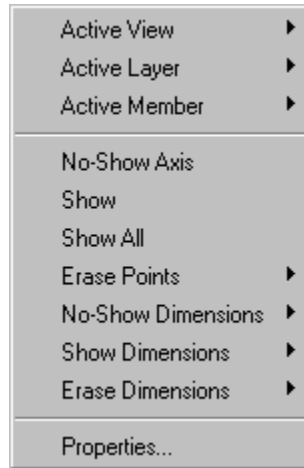 Active View
Active Layer
Active Member
No-Show Axis
Show
Show All
Erase Points
No-Show Dimensions
Show Dimensions
Erase Dimensions
Properties...